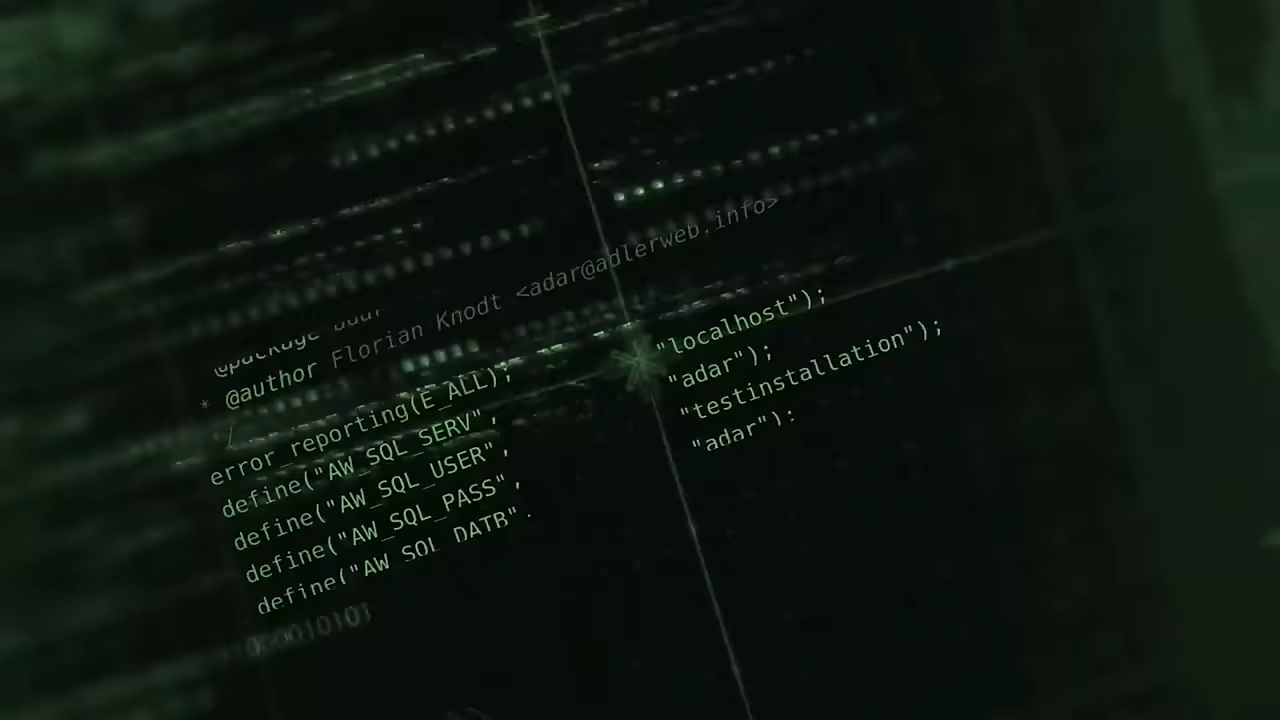 @package adar
* @author Florian Knodt <adar@adlerweb.info>
*/
error_reporting(E_ALL);
define("AW_SQL_SERV", "localhost");
define("AW_SQL_USER", "adar");
define("AW_SQL_PASS", "testinstallation");
define("AW_SQL_DATB", "adar");